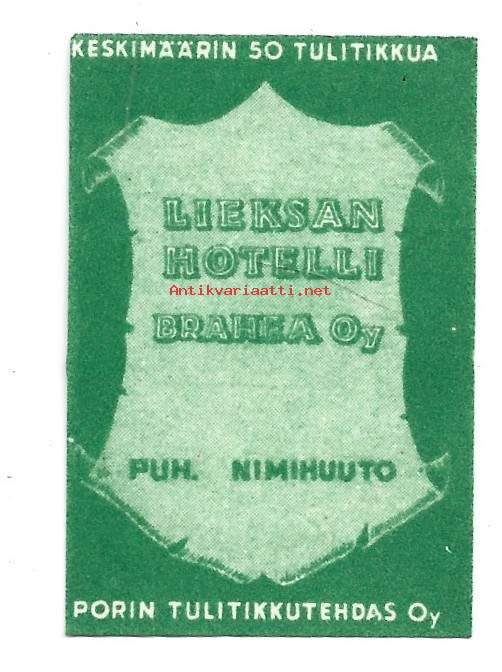 KESKIMÄÄRIN 50 TULITIKKUA
LIEKSAN
HOTELLI
Antikvariaatti.net
BRAHEA Oy
PUH. NIMIHUUTO
PORIN TULITIKKUTEHDAS Oy